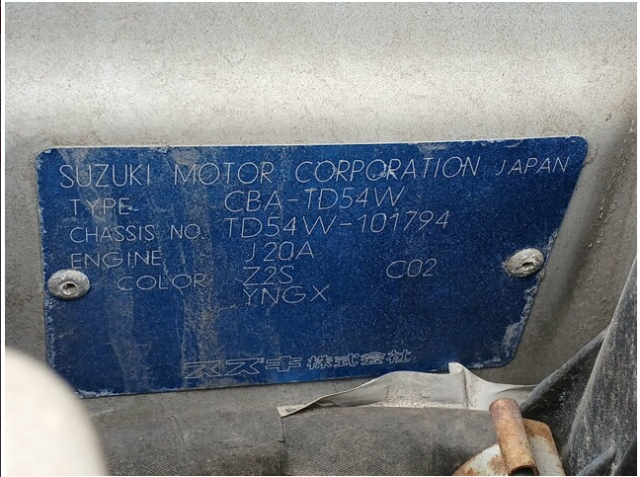 SUZUKI MOTOR CORPORATION JAPAN
TYPE CBA-TD54W
CHASSIS NO. TD54W-101794
ENGINE J20A
COLOR Z2S C02
YNGX
スズキ株式会社